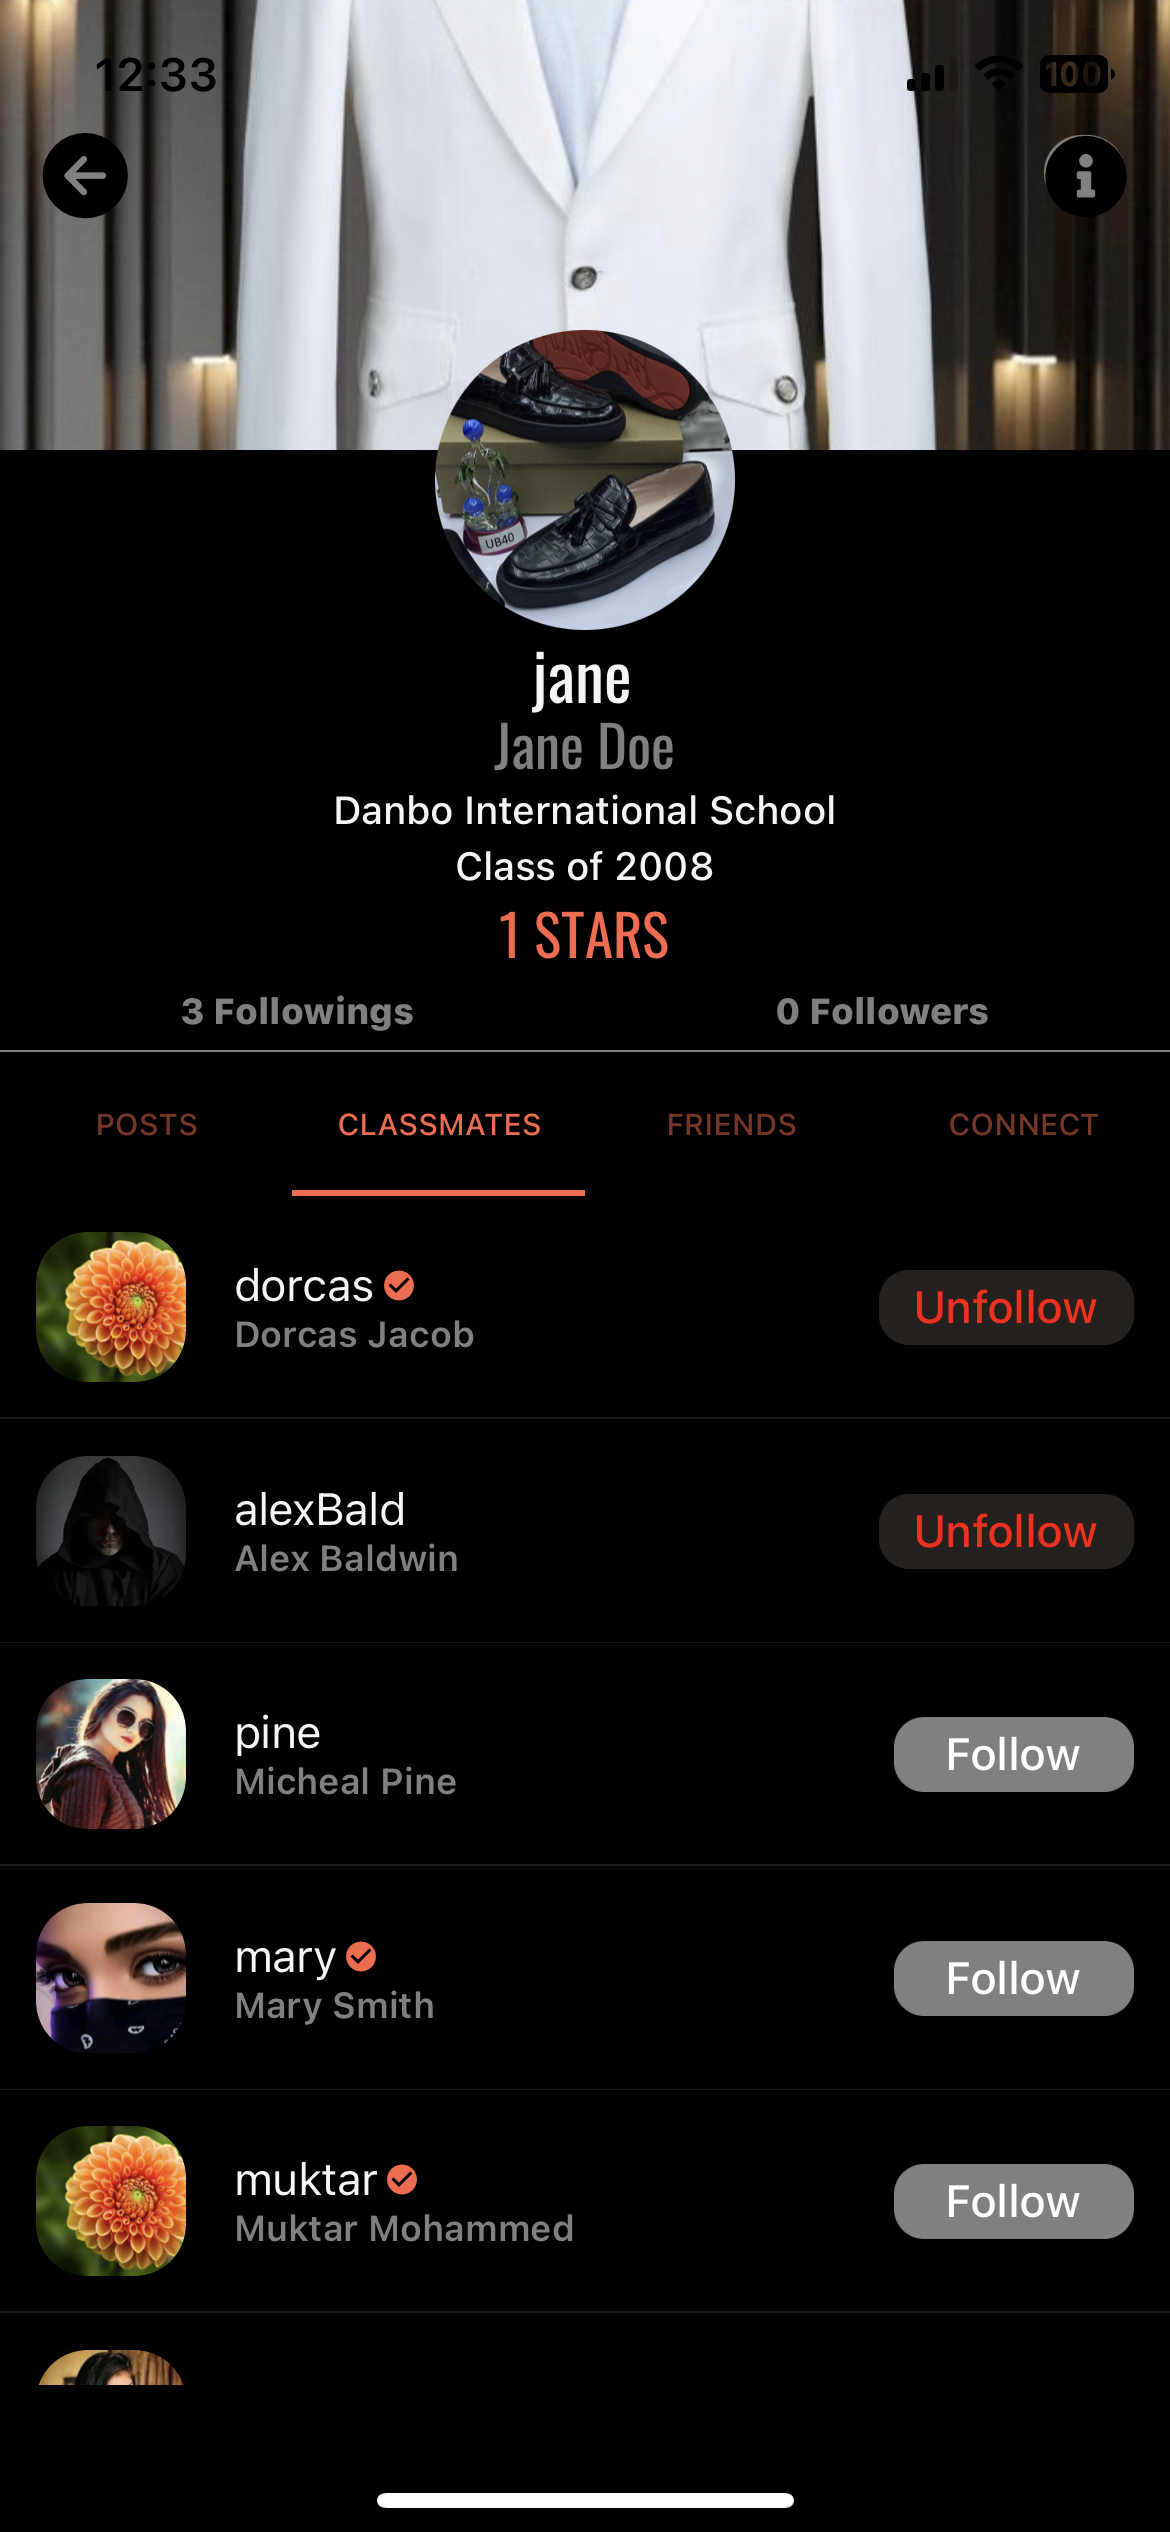 12:33
100
UB40
jane
Jane Doe
Danbo International School
Class of 2008
1 STARS
3 Followings
0 Followers
POSTS
CLASSMATES
FRIENDS
CONNECT
dorcas
Dorcas Jacob
Unfollow
alexBald
Alex Baldwin
Unfollow
pine
Micheal Pine
Follow
mary
Mary Smith
Follow
muktar
Muktar Mohammed
Follow